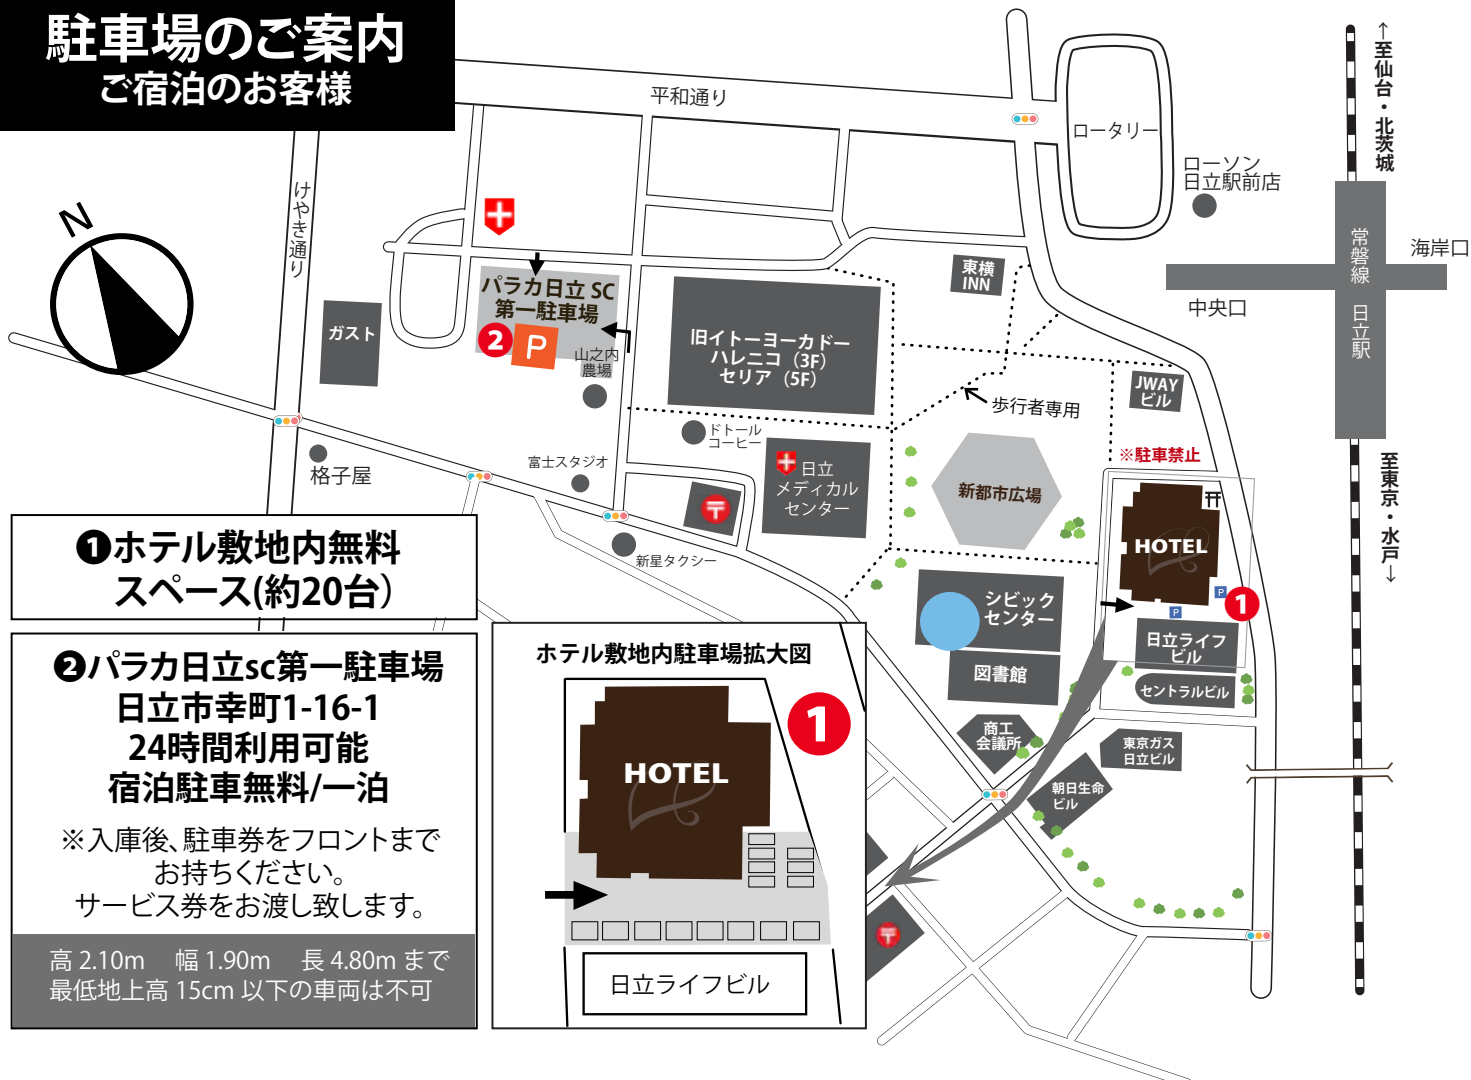 駐車場のご案内
ご宿泊のお客様
N
けやき通り
平和通り
ロータリー
ローソン
日立駅前店
↑至仙台・北茨城
常磐線 日立駅
海岸口
中央口
至東京・水戸↓
東横
INN
パラカ日立 SC
第一駐車場
2
P
山之内
農場
ガスト
旧イトーヨーカドー
ハレニコ（3F）
セリア（5F）
歩行者専用
JWAY
ビル
※駐車禁止
ドトール
コーヒー
日立
メディカル
センター
新都市広場
富士スタジオ
格子屋
新星タクシー
〒
HOTEL
P
P
1
シビック
センター
図書館
日立ライフ
ビル
セントラルビル
商工
会議所
東京ガス
日立ビル
朝日生命
ビル
〒
❶ホテル敷地内無料
スペース(約20台）
❷パラカ日立sc第一駐車場
日立市幸町1-16-1
24時間利用可能
宿泊駐車無料/一泊
※入庫後、駐車券をフロントまで
お持ちください。
サービス券をお渡し致します。
高 2.10m　幅 1.90m　長 4.80m まで
最低地上高 15cm 以下の車両は不可
ホテル敷地内駐車場拡大図
1
HOTEL
日立ライフビル